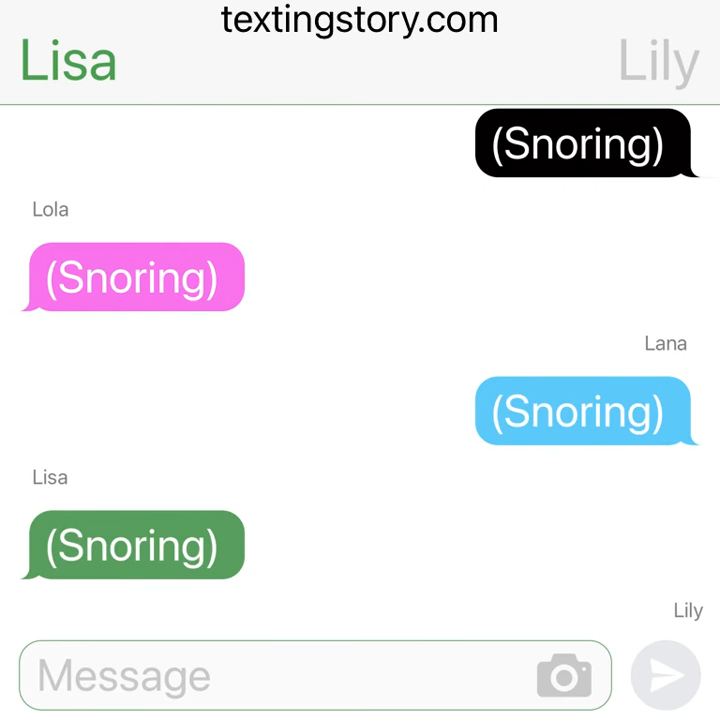 textingstory.com
Lisa
Lily
(Snoring)
Lola
(Snoring)
Lana
(Snoring)
Lisa
(Snoring)
Lily
Message